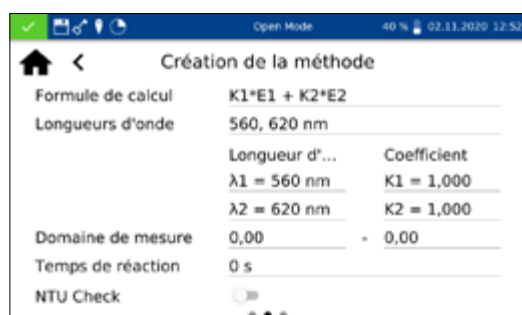 Open Mode 40 % 02.11.2020 12:52
Création de la méthode
Formule de calcul K1*E1 + K2*E2
Longueurs d'onde 560, 620 nm
Longueur d'... Coefficient
λ1 = 560 nm K1 = 1,000
λ2 = 620 nm K2 = 1,000
Domaine de mesure 0,00 - 0,00
Temps de réaction 0 s
NTU Check